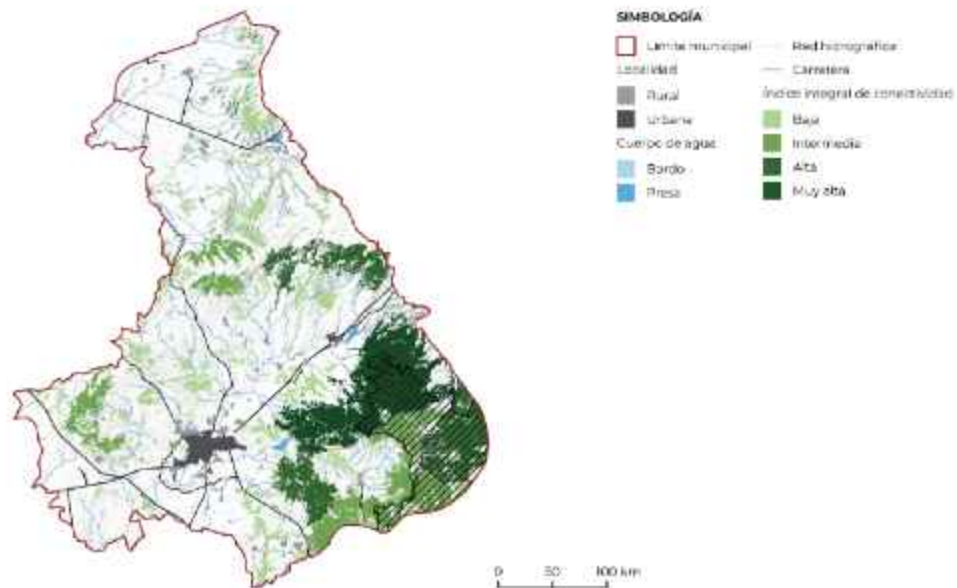 SIMBOLOGÍA
Límite municipal
Localidad
Rural
Urbana
Cuerpo de agua
Bordo
Presa
Red hidrográfica
Carretera
Índice integral de conectividad
Baja
Intermedia
Alta
Muy alta
0 50 100 km